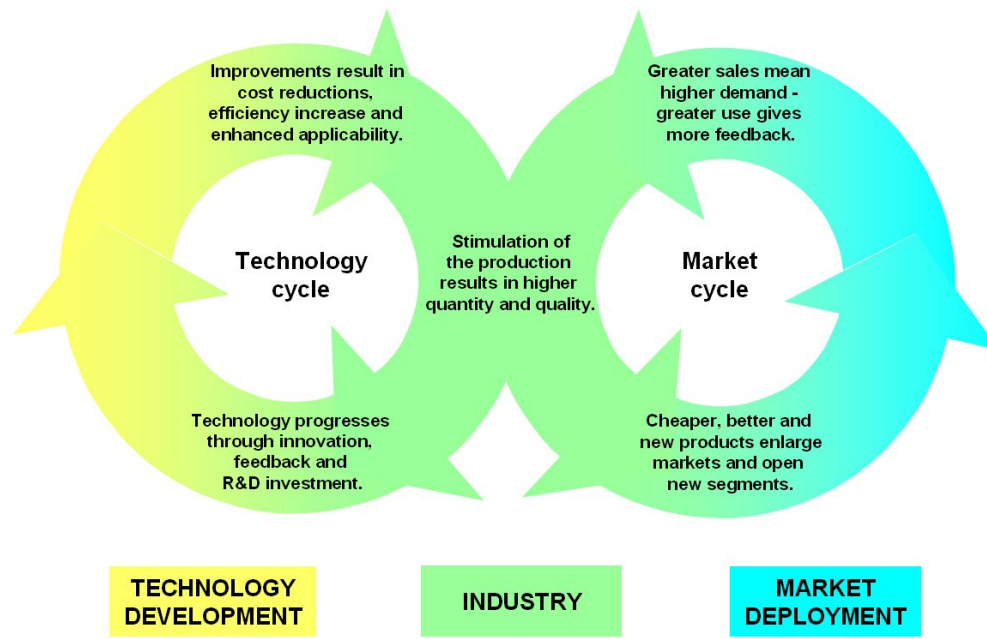 Improvements result in
cost reductions,
efficiency increase and
enhanced applicability.
Greater sales mean
higher demand -
greater use gives
more feedback.
Technology
cycle
Stimulation of
the production
results in higher
quantity and quality.
Market
cycle
Technology progresses
through innovation,
feedback and
R&D investment.
Cheaper, better and
new products enlarge
markets and open
new segments.
TECHNOLOGY
DEVELOPMENT
INDUSTRY
MARKET
DEPLOYMENT